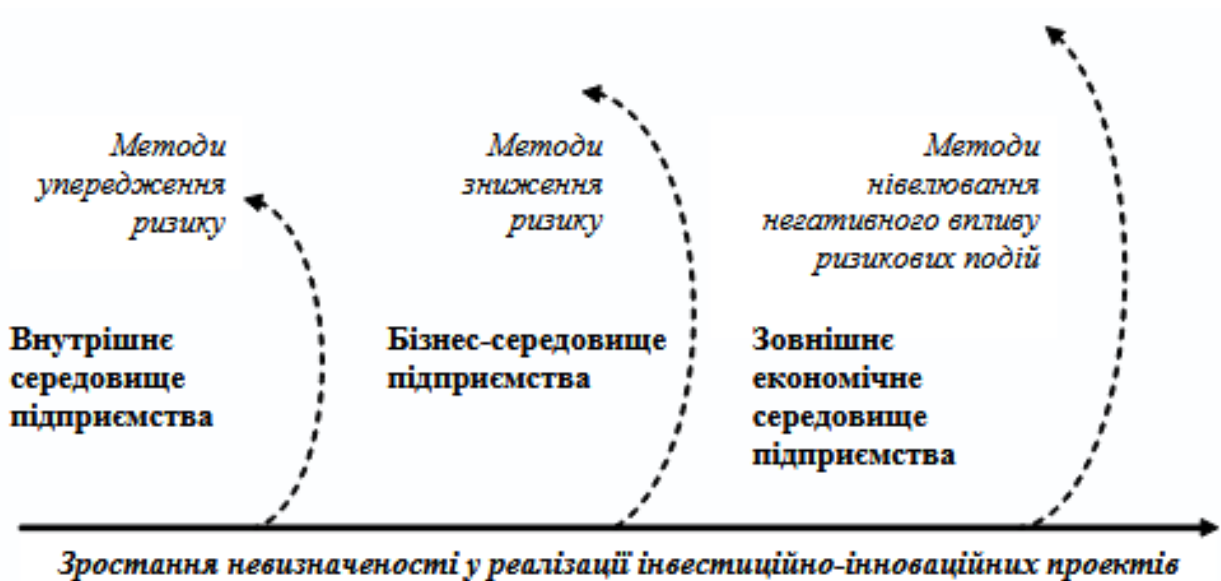 Методи
упередження
ризику
Методи
зниження
ризику
Методи
нівелювання
негативного впливу
ризикових подій
Внутрішнє
середовище
підприємства
Бізнес-середовище
підприємства
Зовнішнє
економічне
середовище
підприємства
Зростання невизначеності у реалізації інвестиційно-інноваційних проектів